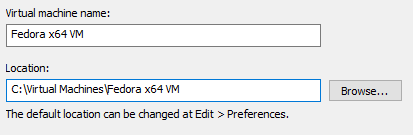 Virtual machine name:
Fedora x64 VM
Location:
C:\Virtual Machines\Fedora x64 VM
Browse...
The default location can be changed at Edit > Preferences.